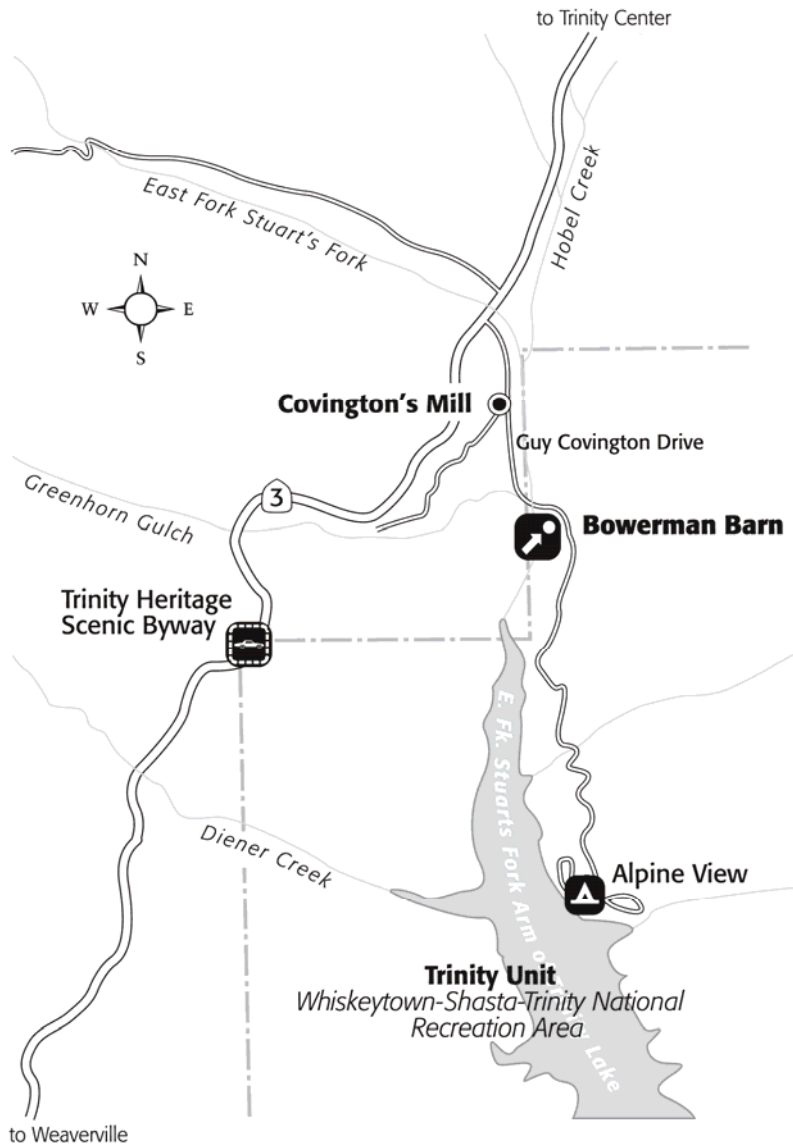 to Trinity Center
Hobel Creek
East Fork Stuart's Fork
N
W E
S
Covington's Mill
Guy Covington Drive
Greenhorn Gulch
3
Bowerman Barn
Trinity Heritage
Scenic Byway
E. Fk. Stuarts Fork Arm of Trinity Lake
Diener Creek
Alpine View
Trinity Unit
Whiskeytown-Shasta-Trinity National
Recreation Area
to Weaverville